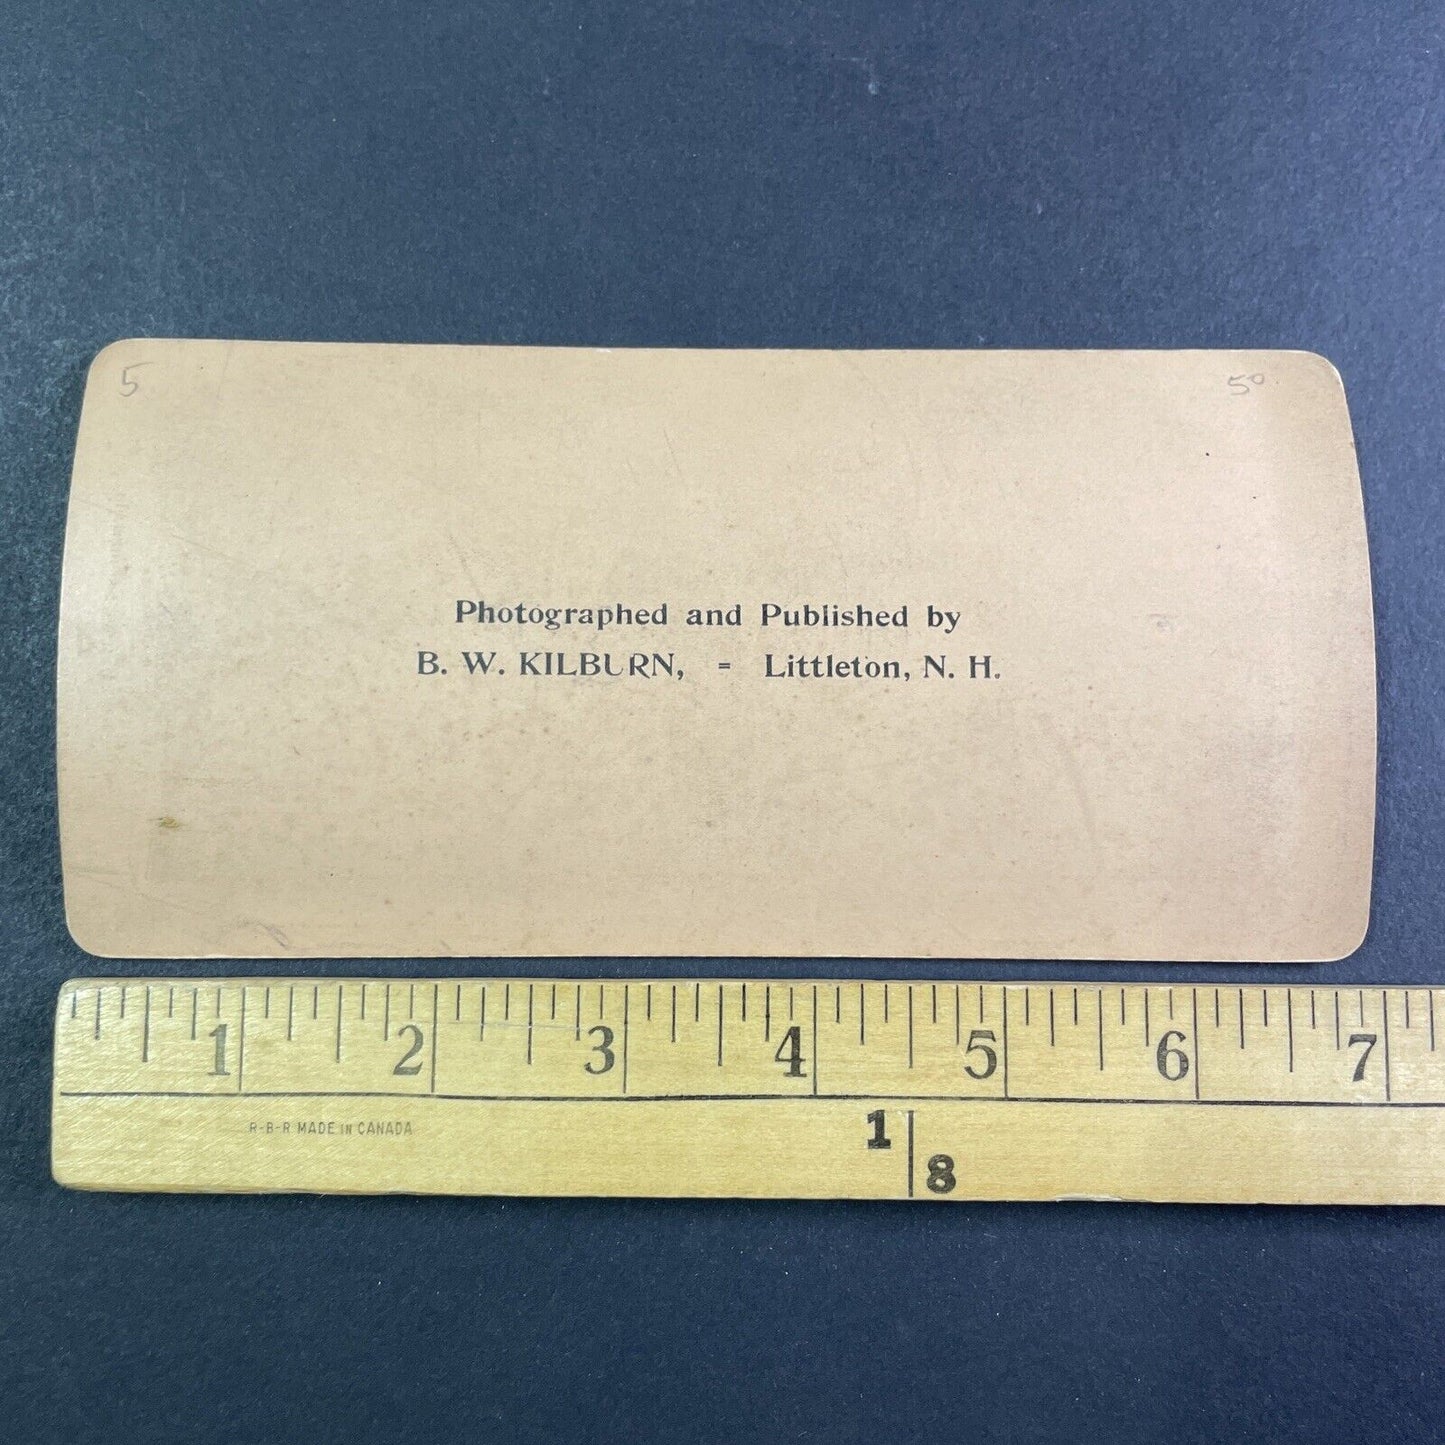 5 5⁰
Photographed and Published by
B. W. KILBURN, = Littleton, N. H.
1 2 3 4 5 6 7
R-B-R MADE IN CANADA
1 8